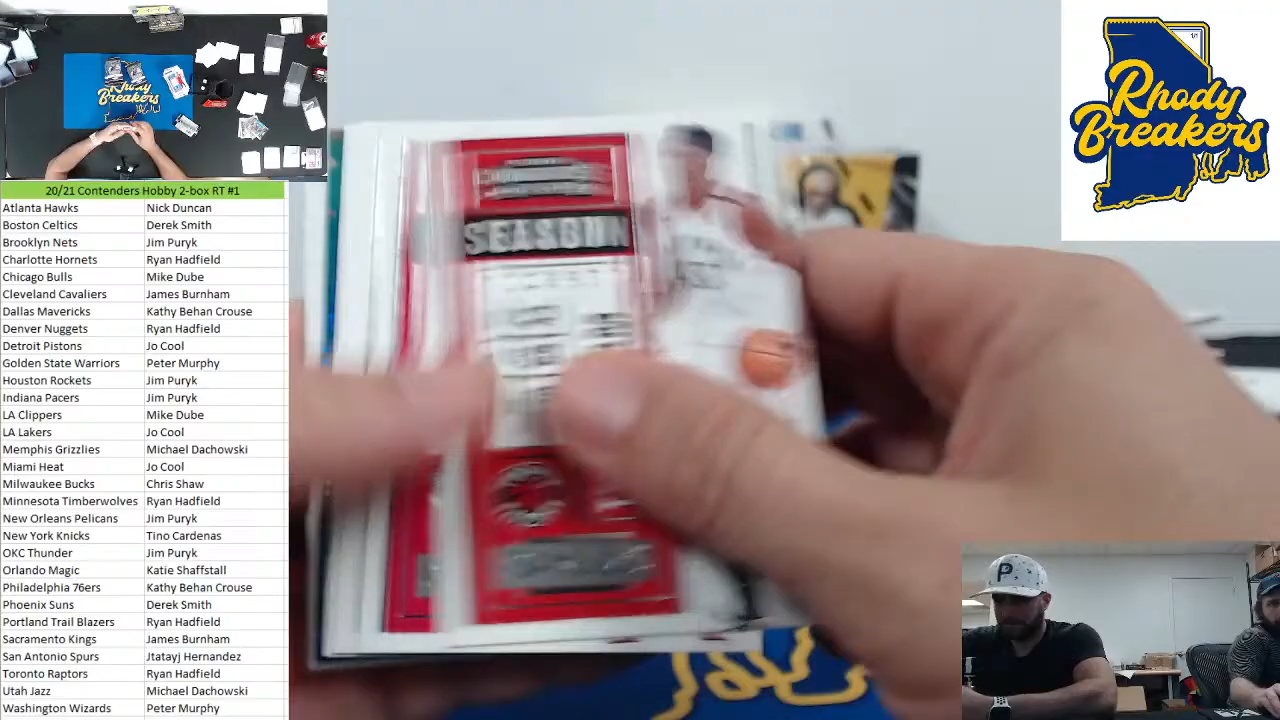 Rhody
Breakers
20/21 Contenders Hobby 2-box RT #1
Atlanta Hawks Nick Duncan
Boston Celtics Derek Smith
Brooklyn Nets Jim Puryk
Charlotte Hornets Ryan Hadfield
Chicago Bulls Mike Dube
Cleveland Cavaliers James Burnham
Dallas Mavericks Kathy Behan Crouse
Denver Nuggets Ryan Hadfield
Detroit Pistons Jo Cool
Golden State Warriors Peter Murphy
Houston Rockets Jim Puryk
Indiana Pacers Jim Puryk
LA Clippers Mike Dube
LA Lakers Jo Cool
Memphis Grizzlies Michael Dachowski
Miami Heat Jo Cool
Milwaukee Bucks Chris Shaw
Minnesota Timberwolves Ryan Hadfield
New Orleans Pelicans Jim Puryk
New York Knicks Tino Cardenas
OKC Thunder Jim Puryk
Orlando Magic Katie Shaffstall
Philadelphia 76ers Kathy Behan Crouse
Phoenix Suns Derek Smith
Portland Trail Blazers Ryan Hadfield
Sacramento Kings James Burnham
San Antonio Spurs Jtatayj Hernandez
Toronto Raptors Ryan Hadfield
Utah Jazz Michael Dachowski
Washington Wizards Peter Murphy
SEASON
1/1
Rhody
Breakers
P